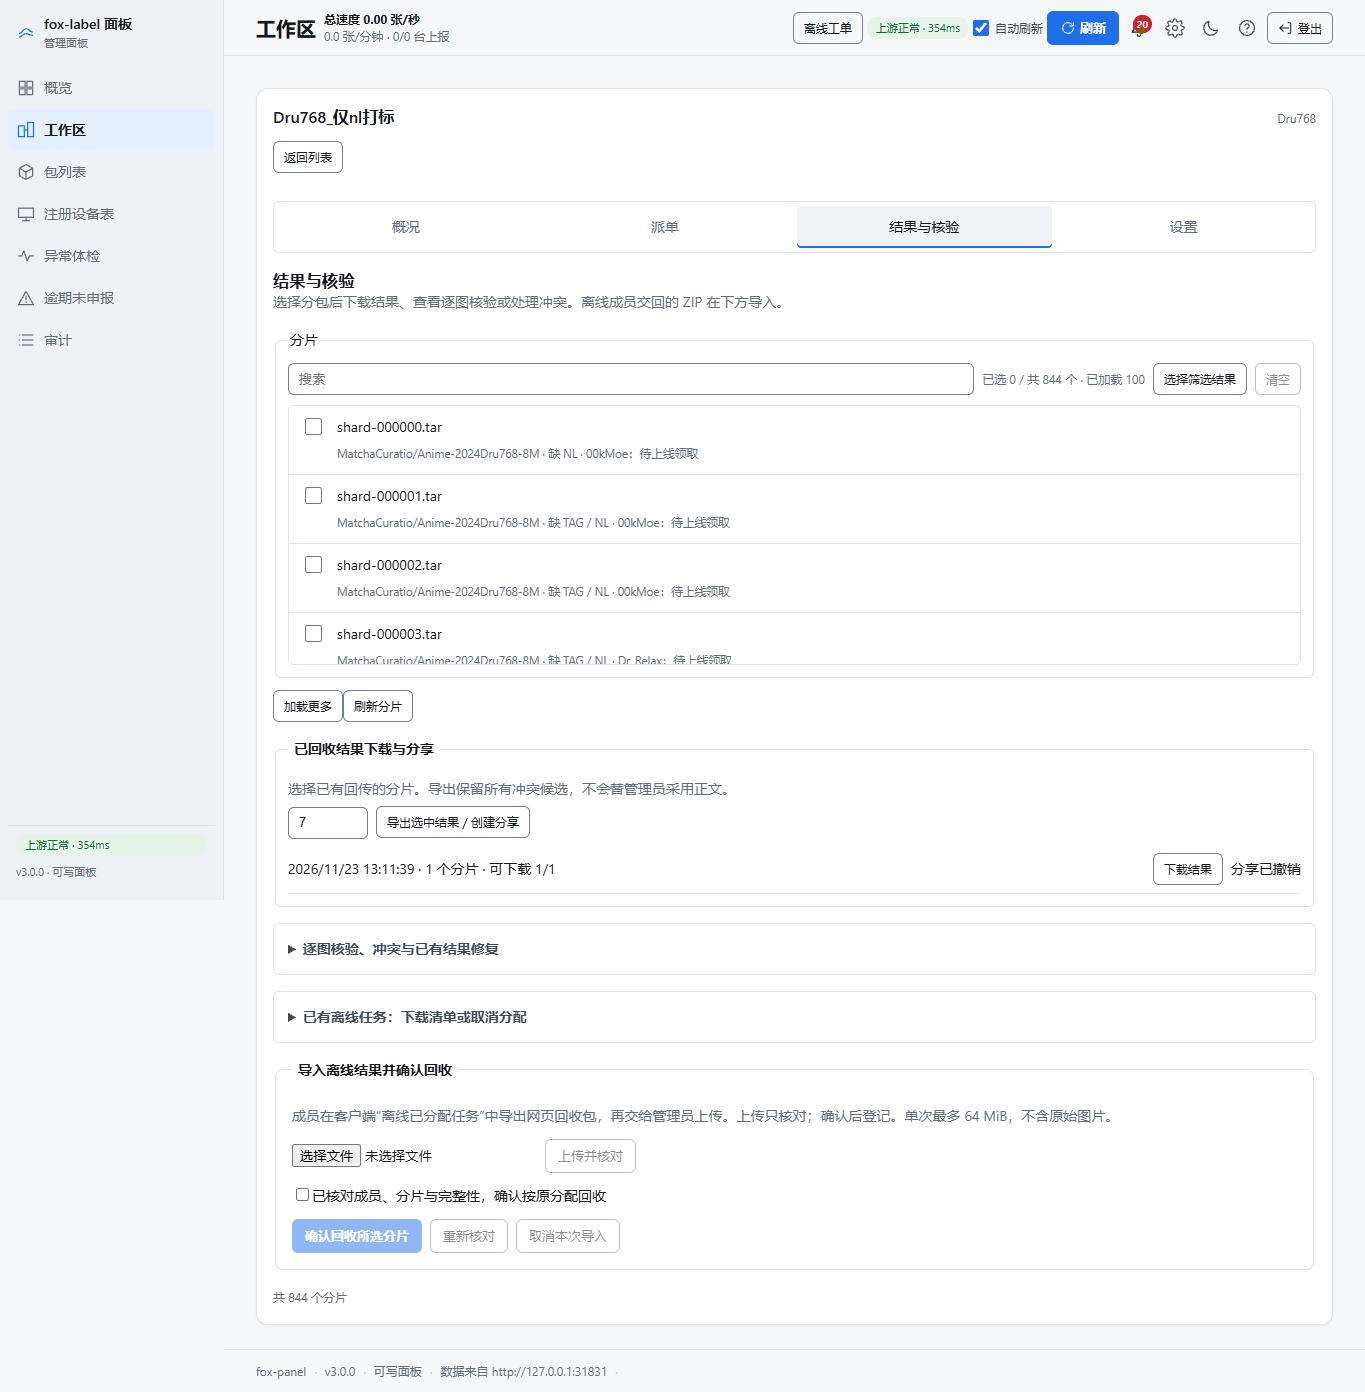 fox-label 面板
管理面板
概览
工作区
包列表
注册设备表
异常体检
逾期未申报
审计
上游正常 · 354ms
v3.0.0 · 可写面板
工作区
总速度 0.00 张/秒
0.0 张/分钟 · 0/0 台上报
离线工单
上游正常 · 354ms
自动刷新
刷新
20
登出
Dru768_仅nl打标
Dru768
返回列表
概况
派单
结果与核验
设置
结果与核验
选择分包后下载结果、查看逐图核验或处理冲突。离线成员交回的 ZIP 在下方导入。
分片
搜索
已选 0 / 共 844 个 · 已加载 100
选择筛选结果
清空
shard-000000.tar
MatchaCuratio/Anime-2024Dru768-8M · 缺 NL · 00kMoe：待上线领取
shard-000001.tar
MatchaCuratio/Anime-2024Dru768-8M · 缺 TAG / NL · 00kMoe：待上线领取
shard-000002.tar
MatchaCuratio/Anime-2024Dru768-8M · 缺 TAG / NL · 00kMoe：待上线领取
shard-000003.tar
MatchaCuratio/Anime-2024Dru768-8M · 缺 TAG / NL · Dr_Relax：待上线领取
加载更多
刷新分片
已回收结果下载与分享
选择已有回传的分片。导出保留所有冲突候选，不会替管理员采用正文。
7
导出选中结果 / 创建分享
2026/11/23 13:11:39 · 1 个分片 · 可下载 1/1
下载结果
分享已撤销
逐图核验、冲突与已有结果修复
已有离线任务：下载清单或取消分配
导入离线结果并确认回收
成员在客户端“离线已分配任务”中导出网页回收包，再交给管理员上传。上传只核对；确认后登记。单次最多 64 MiB，不含原始图片。
选择文件
未选择文件
上传并核对
已核对成员、分片与完整性，确认按原分配回收
确认回收所选分片
重新核对
取消本次导入
共 844 个分片
fox-panel · v3.0.0 · 可写面板 · 数据来自 http://127.0.0.1:31831 ·